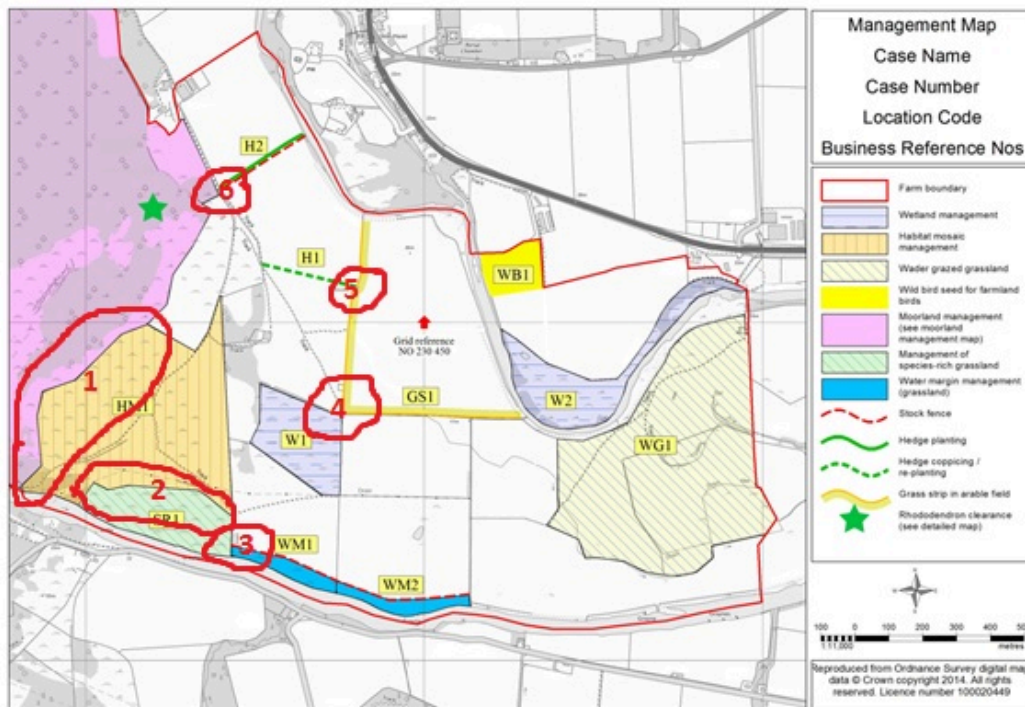 Management Map
Case Name
Case Number
Location Code
Business Reference Nos
Farm boundary
Wetland management
Habitat mosaic
management
Wader grazed grassland
Wild bird seed for farmland
birds
Moorland management
(see moorland
management map)
Management of
species-rich grassland
Water margin management
(grassland)
Stock fence
Hedge planting
Hedge coppicing /
re-planting
Grass strip in arable field
Rhododendron clearance
(see detailed map)
100 0 100 200 300 400 500
1:11,000 metres
Reproduced from Ordnance Survey digital map
data © Crown copyright 2014. All rights
reserved. Licence number 100020449
H2
6
H1
5
WB1
Grid reference
NO 230 450
1
HM1
4
GS1
W1
W2
WG1
2
SR1
3
WM1
WM2